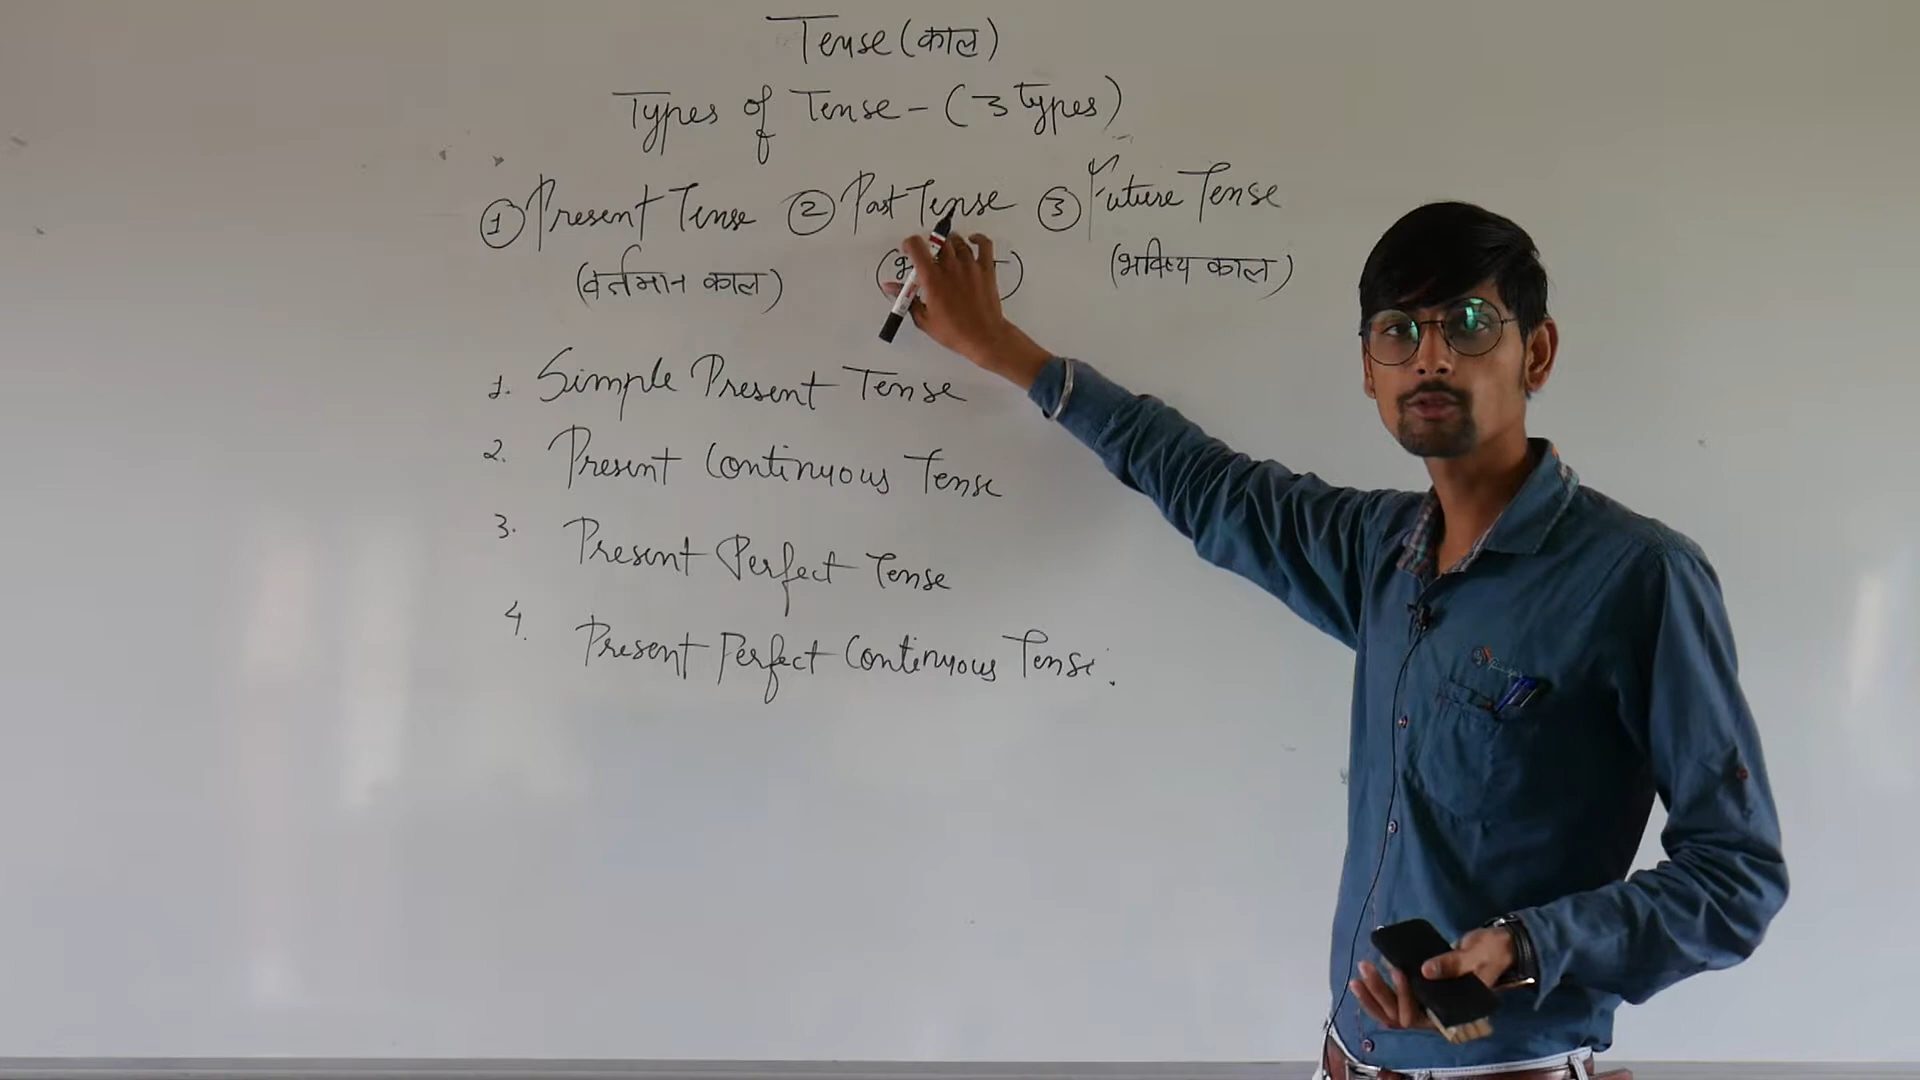 Tense (काल)
Types of Tense - (3 types)
① Present Tense ② Past Tense ③ Future Tense
(वर्तमान काल) (भविष्य काल)
1. Simple Present Tense
2. Present Continuous Tense
3. Present Perfect Tense
4. Present Perfect Continuous Tense.